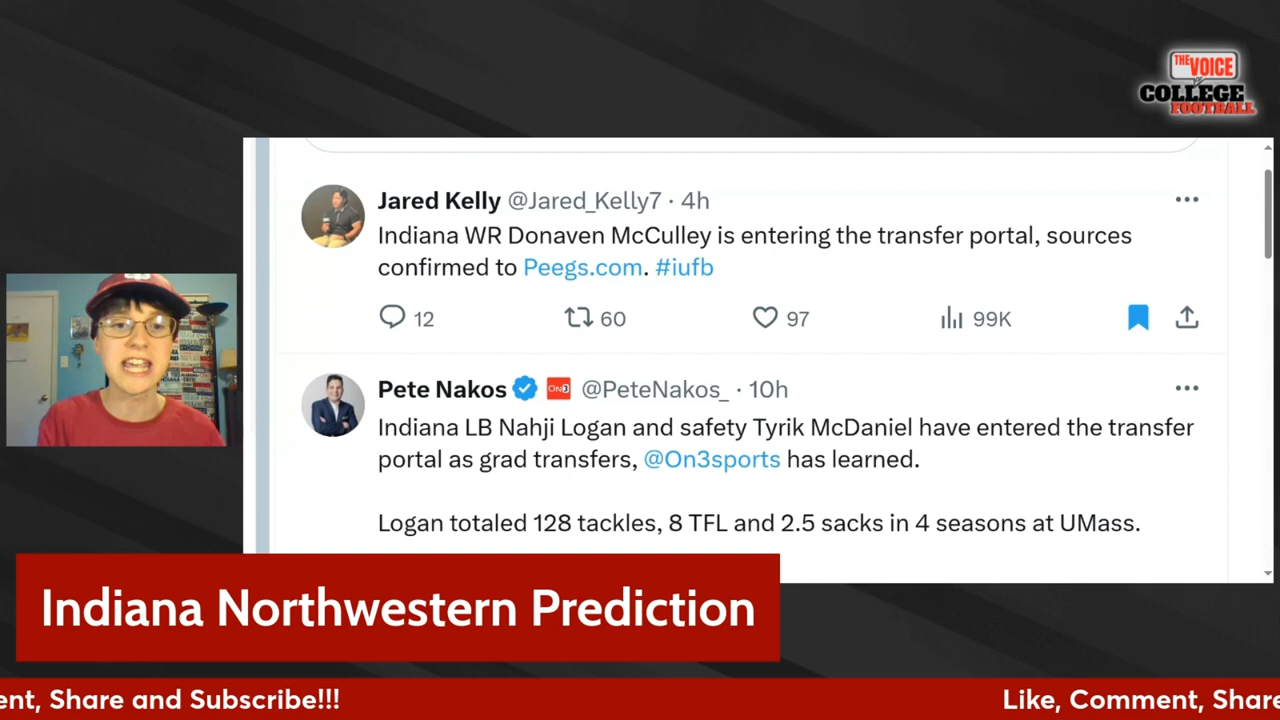 THE VOICE
OF
COLLEGE
FOOTBALL
Jared Kelly @Jared_Kelly7 · 4h
Indiana WR Donaven McCulley is entering the transfer portal, sources
confirmed to Peegs.com. #iufb
12 60 97 99K
Pete Nakos On3 @PeteNakos_ · 10h
Indiana LB Nahji Logan and safety Tyrik McDaniel have entered the transfer
portal as grad transfers, @On3sports has learned.
Logan totaled 128 tackles, 8 TFL and 2.5 sacks in 4 seasons at UMass.
Indiana Northwestern Prediction
ent, Share and Subscribe!!! Like, Comment, Share